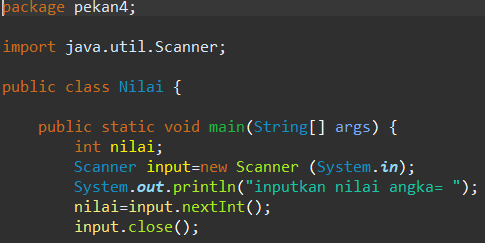 package pekan4;
import java.util.Scanner;
public class Nilai {
public static void main(String[] args) {
int nilai;
Scanner input=new Scanner (System.in);
System.out.println("inputkan nilai angka= ");
nilai=input.nextInt();
input.close();